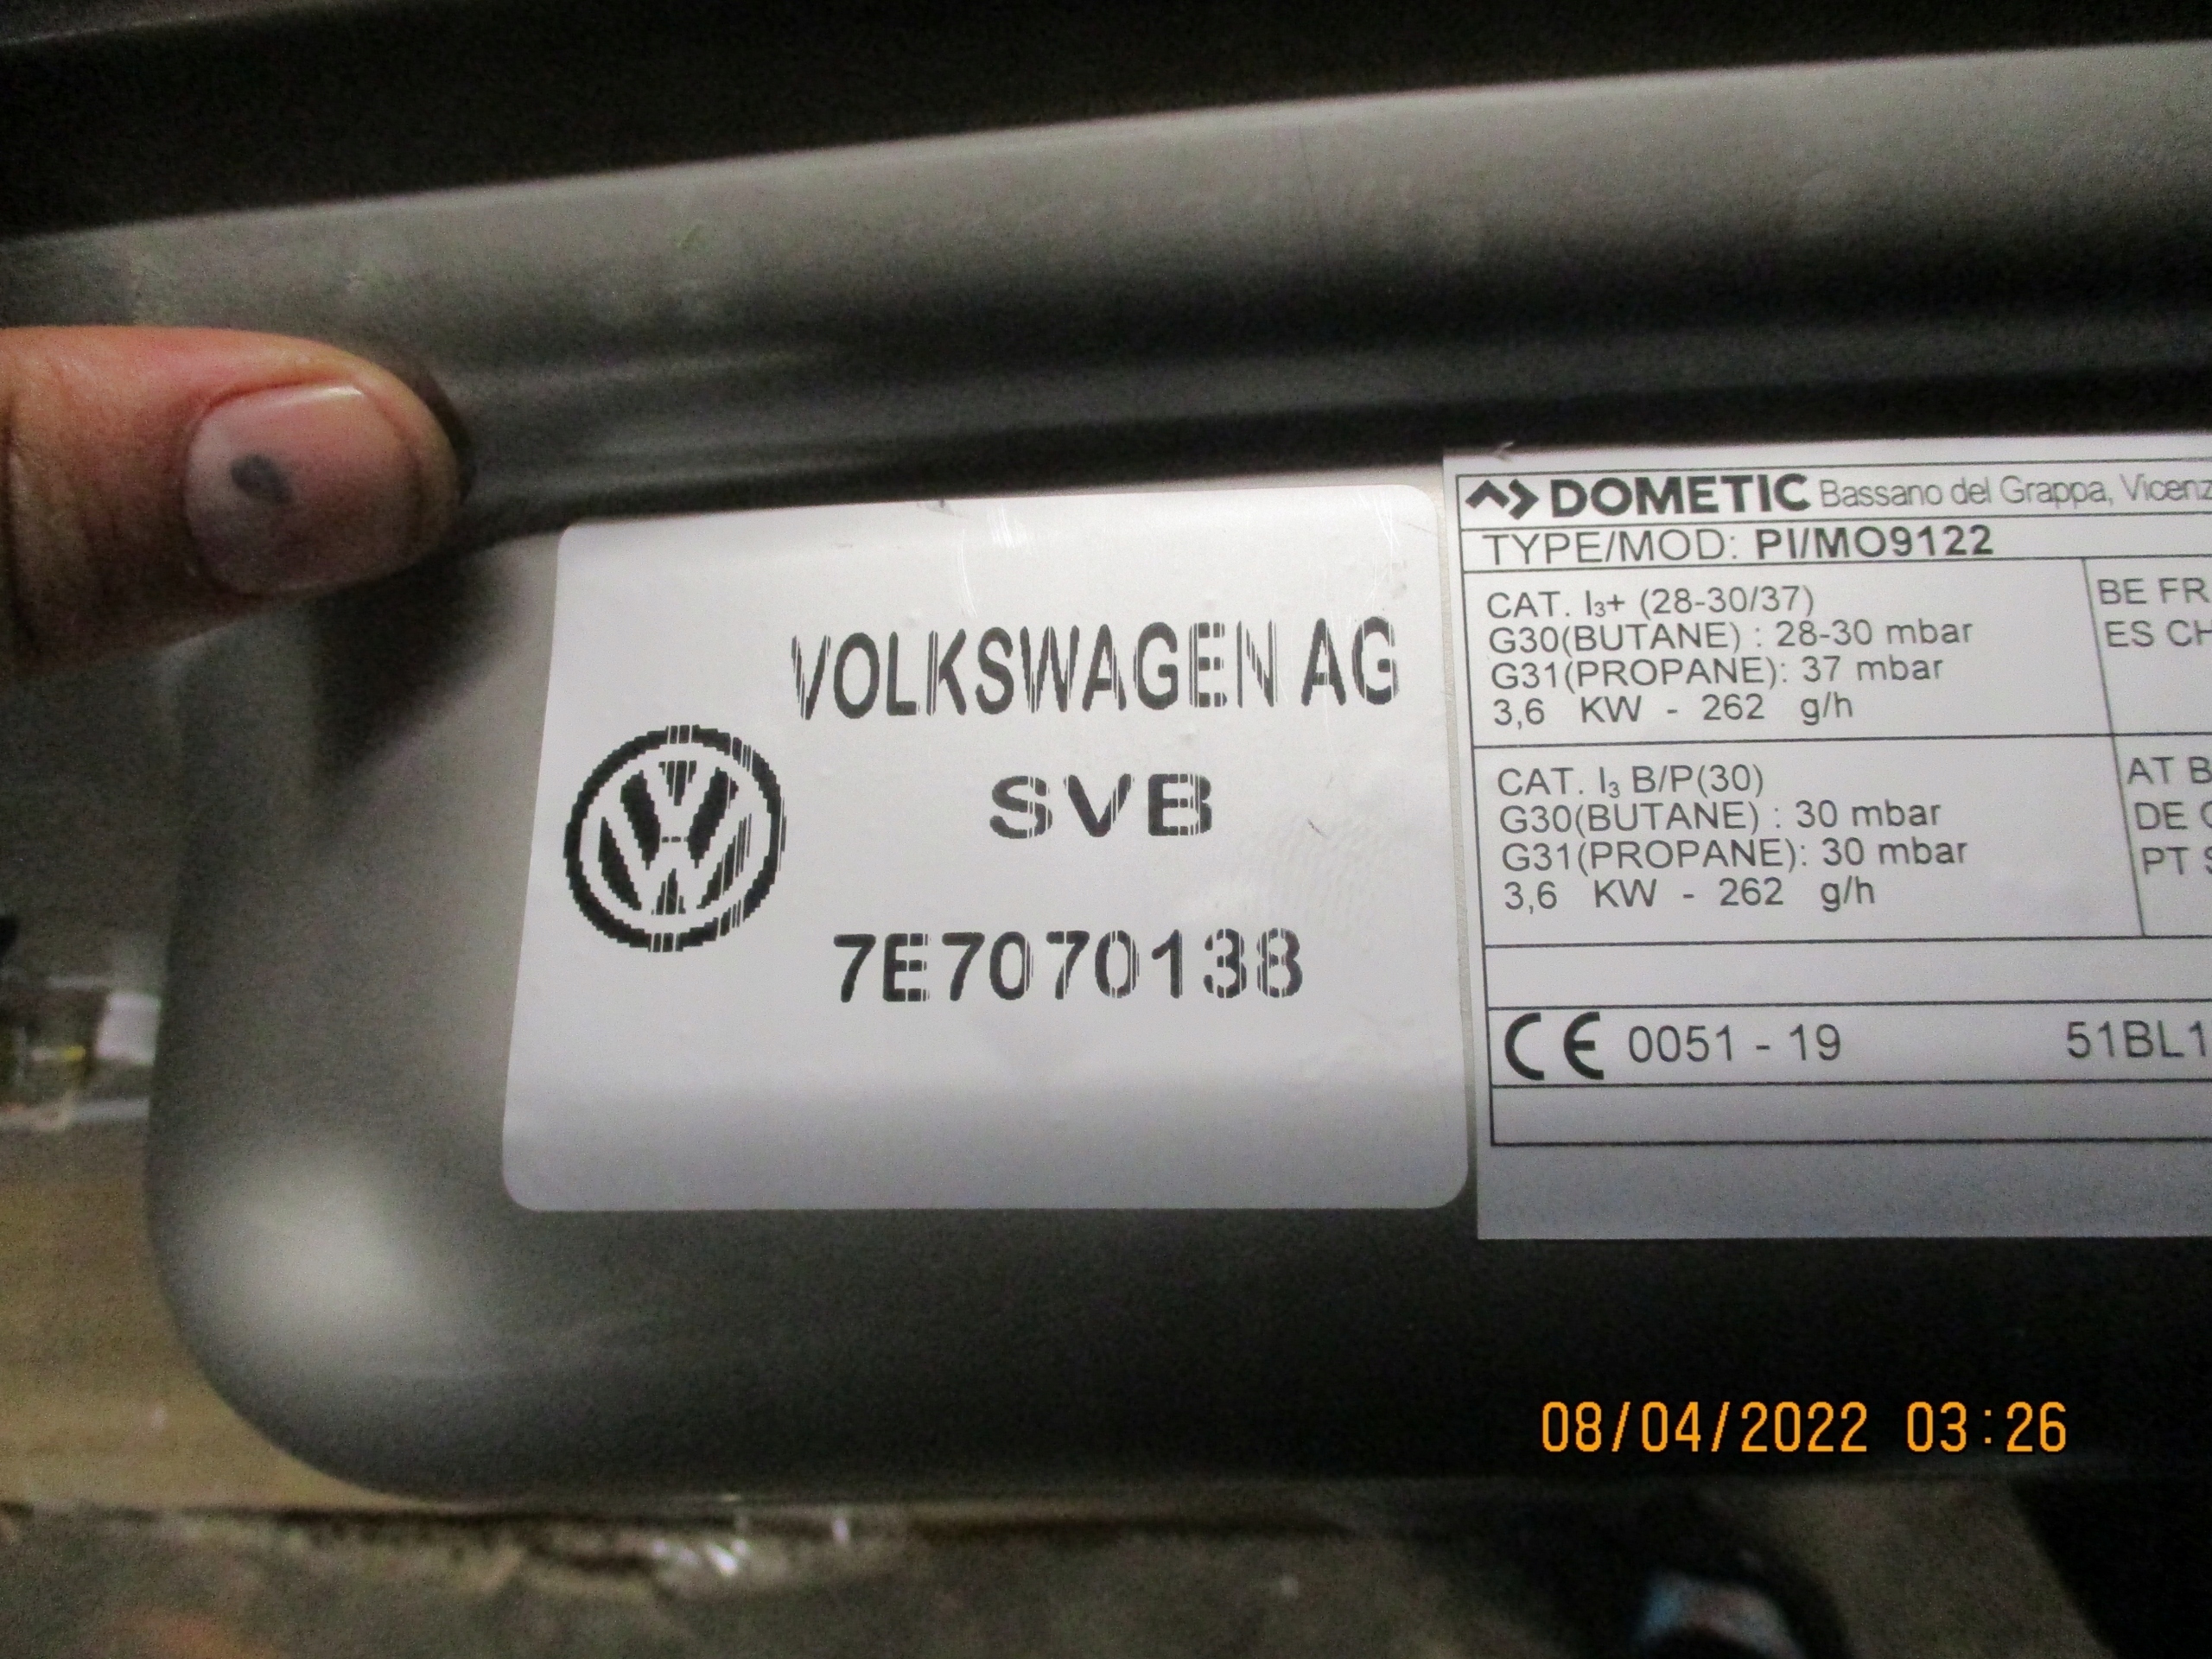 VOLKSWAGEN AG
SVB
7E7070138
DOMETIC Bassano del Grappa,
TYPE/MOD: PI/MO9122
CAT. I₃+ (28-30/37)
G30(BUTANE) : 28-30 mbar
G31(PROPANE): 37 mbar
3,6 KW - 262 g/h
BE FR
ES
CAT. I₃ B/P(30)
G30(BUTANE) : 30 mbar
G31(PROPANE): 30 mbar
3,6 KW - 262 g/h
AT
DE
PT
CE 0051 - 19
08/04/2022 03:26